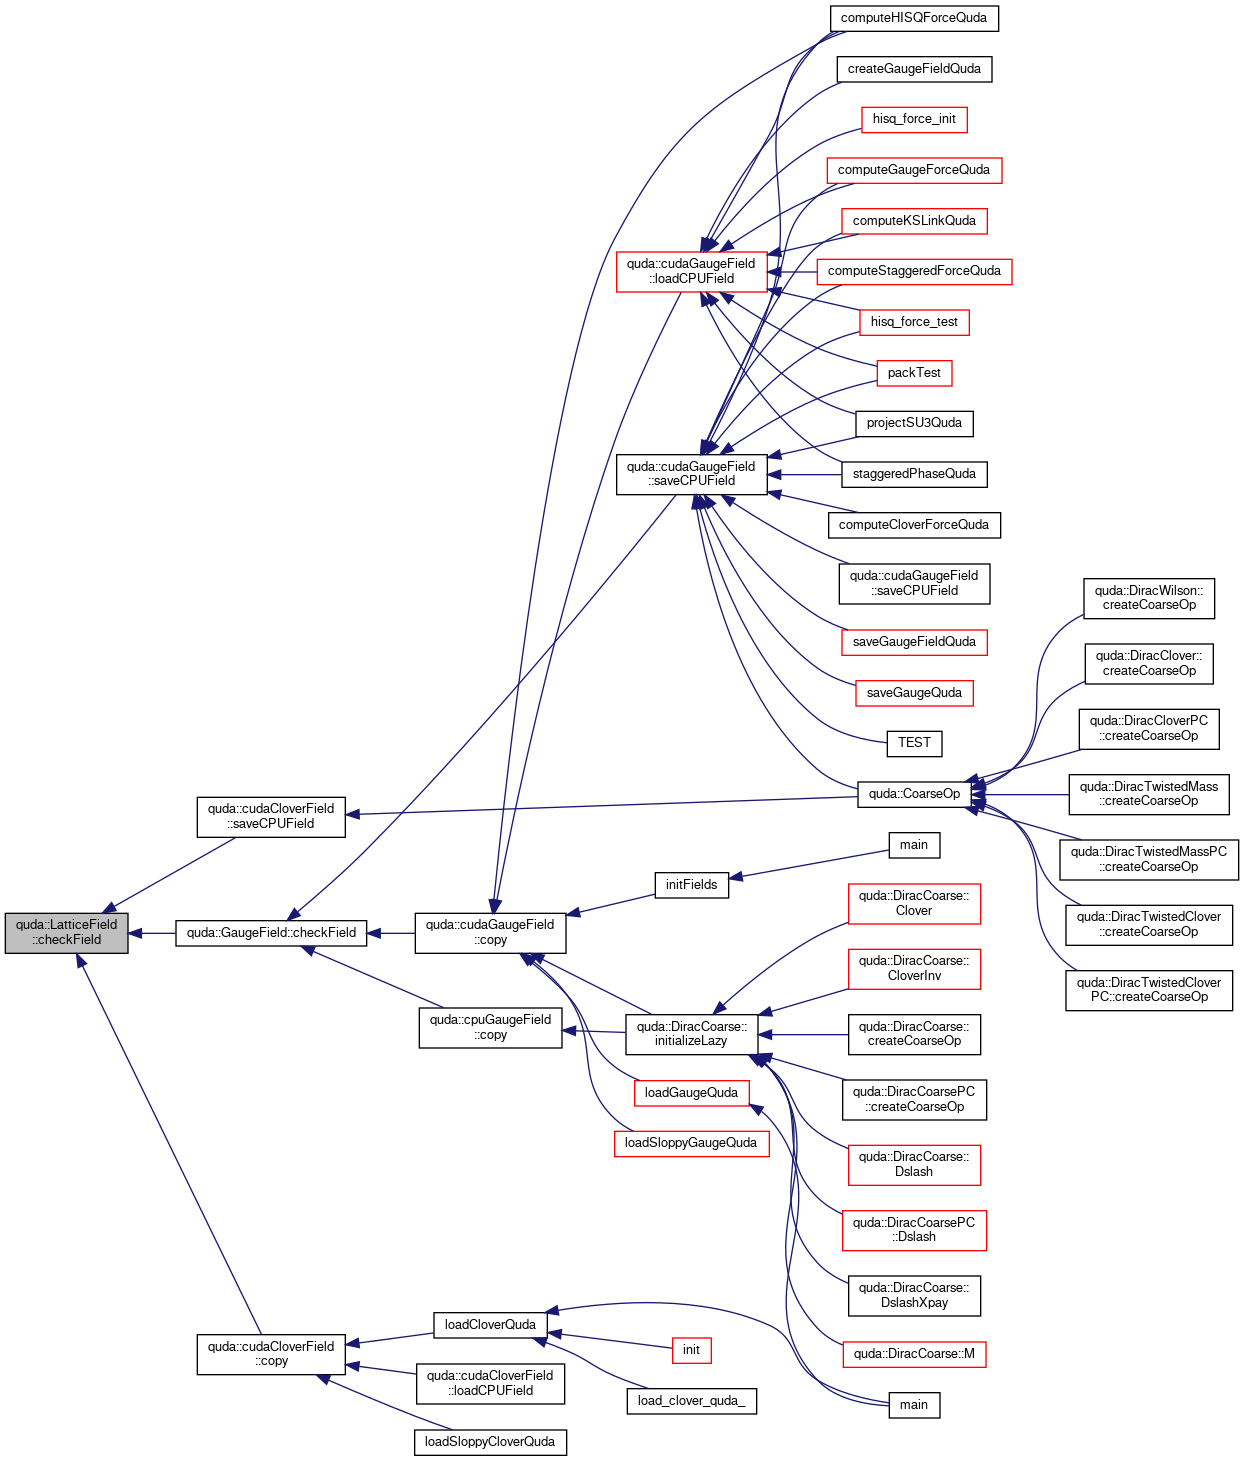 computeHISQForceQuda
createGaugeFieldQuda
hisq_force_init
computeGaugeForceQuda
computeKSLinkQuda
quda::cudaGaugeField
::loadCPUField
computeStaggeredForceQuda
hisq_force_test
packTest
projectSU3Quda
quda::cudaGaugeField
::saveCPUField
staggeredPhaseQuda
computeCloverForceQuda
quda::cudaGaugeField
::saveCPUField
saveGaugeFieldQuda
saveGaugeQuda
TEST
quda::CoarseOp
quda::DiracWilson::
createCoarseOp
quda::DiracClover::
createCoarseOp
quda::DiracCloverPC
::createCoarseOp
quda::DiracTwistedMass
::createCoarseOp
quda::DiracTwistedMassPC
::createCoarseOp
quda::DiracTwistedClover
::createCoarseOp
quda::DiracTwistedClover
PC::createCoarseOp
quda::cudaCloverField
::saveCPUField
main
initFields
quda::LatticeField
::checkField
quda::GaugeField::checkField
quda::cudaGaugeField
::copy
quda::DiracCoarse::
Clover
quda::DiracCoarse::
CloverInv
quda::cpuGaugeField
::copy
quda::DiracCoarse::
initializeLazy
quda::DiracCoarse::
createCoarseOp
loadGaugeQuda
quda::DiracCoarsePC
::createCoarseOp
loadSloppyGaugeQuda
quda::DiracCoarse::
Dslash
quda::DiracCoarsePC
::Dslash
quda::DiracCoarse::
DslashXpay
quda::DiracCoarse::M
quda::cudaCloverField
::copy
loadCloverQuda
init
quda::cudaCloverField
::loadCPUField
load_clover_quda_
main
loadSloppyCloverQuda